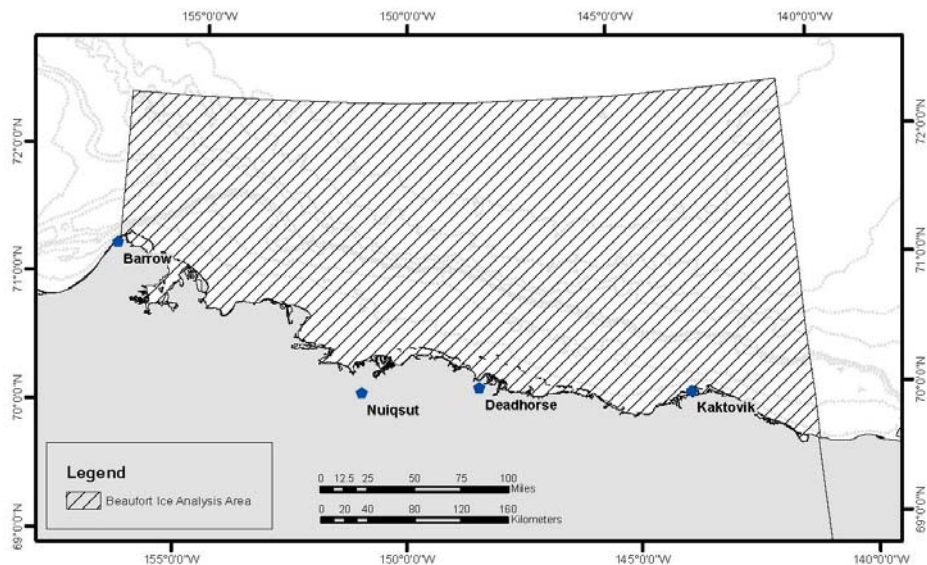 155°0'0"W 150°0'0"W 145°0'0"W 140°0'0"W
72°0'0"N 72°0'0"N
71°0'0"N 71°0'0"N
Barrow
70°0'0"N 70°0'0"N
Nuiqsut Deadhorse Kaktovik
Legend
Beaufort Ice Analysis Area
0 12.5 25 50 75 100
Miles
0 20 40 80 120 160
Kilometers
69°0'0"N 69°0'0"N
155°0'0"W 150°0'0"W 145°0'0"W 140°0'0"W